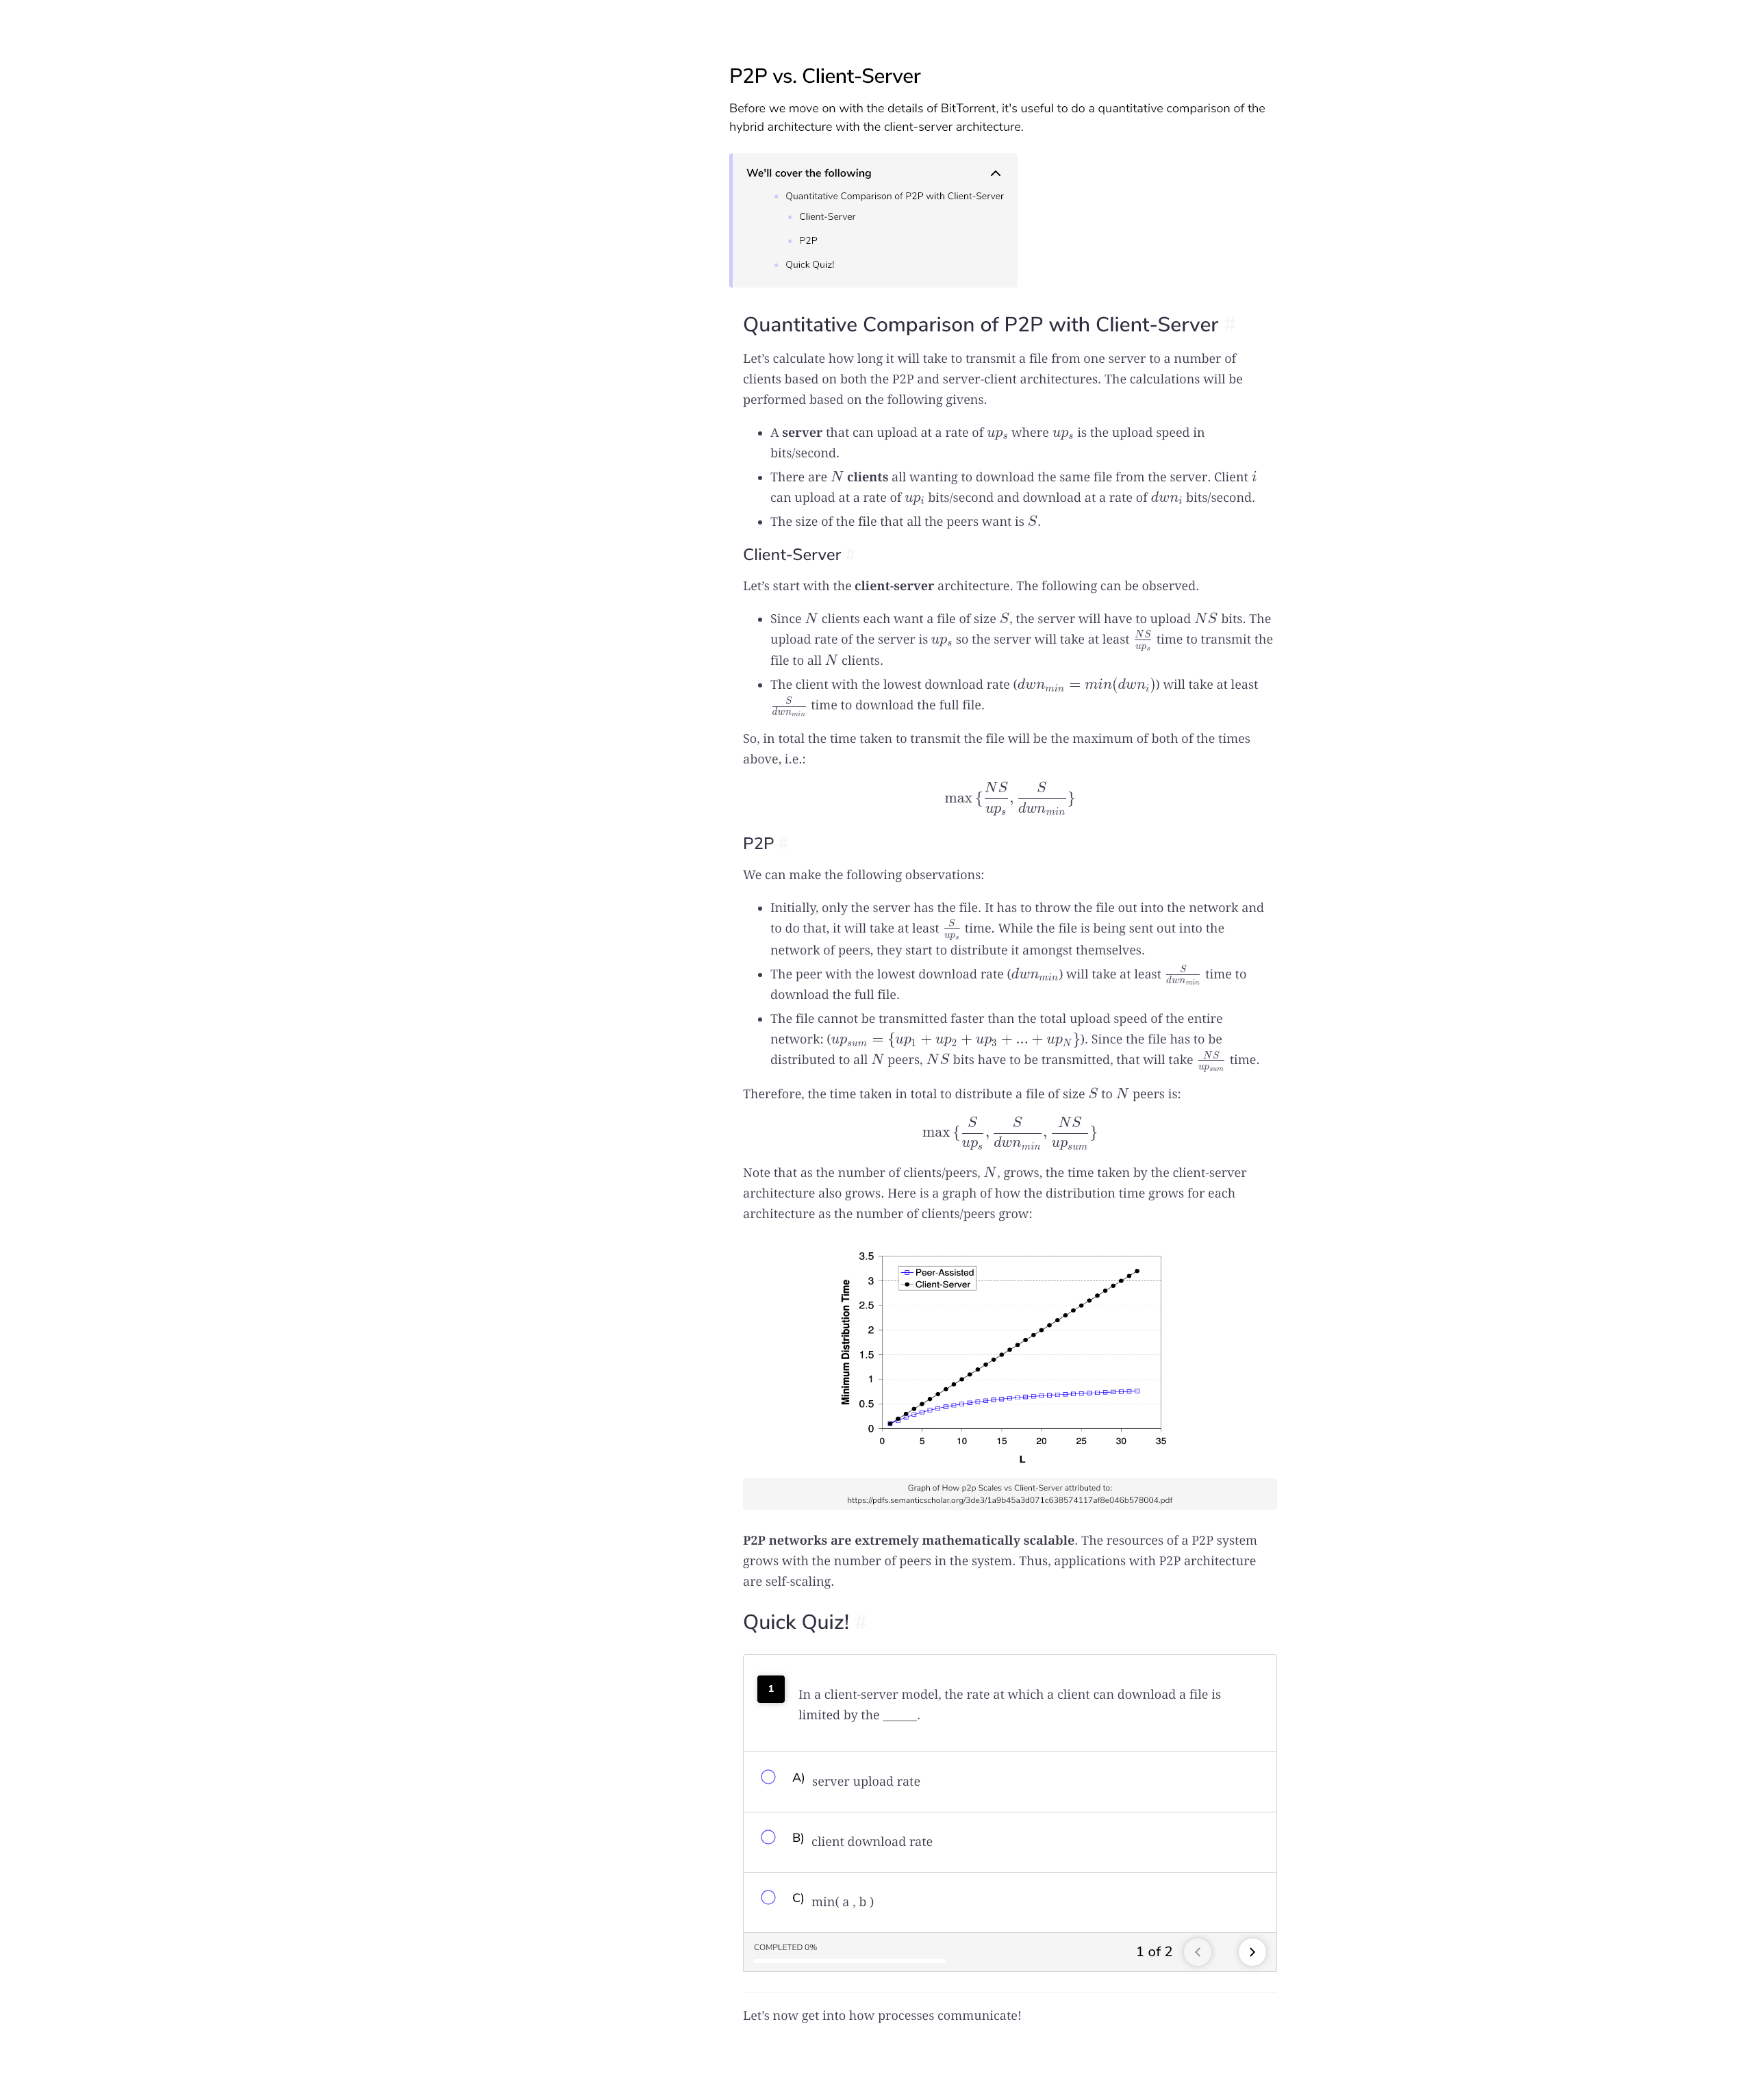 P2P vs. Client-Server
Before we move on with the details of BitTorrent, it's useful to do a quantitative comparison of the
hybrid architecture with the client-server architecture.
We'll cover the following
Quantitative Comparison of P2P with Client-Server
Client-Server
P2P
Quick Quiz!
Quantitative Comparison of P2P with Client-Server #
Let’s calculate how long it will take to transmit a file from one server to a number of
clients based on both the P2P and server-client architectures. The calculations will be
performed based on the following givens.
• A server that can upload at a rate of $up_s$ where $up_s$ is the upload speed in
bits/second.
• There are $N$ clients all wanting to download the same file from the server. Client $i$
can upload at a rate of $up_i$ bits/second and download at a rate of $dwn_i$ bits/second.
• The size of the file that all the peers want is $S$.
Client-Server #
Let’s start with the client-server architecture. The following can be observed.
• Since $N$ clients each want a file of size $S$, the server will have to upload $NS$ bits. The
upload rate of the server is $up_s$ so the server will take at least $\frac{NS}{up_s}$ time to transmit the
file to all $N$ clients.
• The client with the lowest download rate ($dwn_{min} = min(dwn_i)$) will take at least
$\frac{S}{dwn_{min}}$ time to download the full file.
So, in total the time taken to transmit the file will be the maximum of both of the times
above, i.e.:
$\max \{\frac{NS}{up_s}, \frac{S}{dwn_{min}}\}$
P2P #
We can make the following observations:
• Initially, only the server has the file. It has to throw the file out into the network and
to do that, it will take at least $\frac{S}{up_s}$ time. While the file is being sent out into the
network of peers, they start to distribute it amongst themselves.
• The peer with the lowest download rate ($dwn_{min}$) will take at least $\frac{S}{dwn_{min}}$ time to
download the full file.
• The file cannot be transmitted faster than the total upload speed of the entire
network: ($up_{sum} = \{up_1 + up_2 + up_3 + ... + up_N\}$). Since the file has to be
distributed to all $N$ peers, $NS$ bits have to be transmitted, that will take $\frac{NS}{up_{sum}}$ time.
Therefore, the time taken in total to distribute a file of size $S$ to $N$ peers is:
$\max \{\frac{S}{up_s}, \frac{S}{dwn_{min}}, \frac{NS}{up_{sum}}\}$
Note that as the number of clients/peers, $N$, grows, the time taken by the client-server
architecture also grows. Here is a graph of how the distribution time grows for each
architecture as the number of clients/peers grow:
Minimum Distribution Time
3.5
3
2.5
2
1.5
1
0.5
0
Peer-Assisted
Client-Server
0 5 10 15 20 25 30 35
L
Graph of How p2p Scales vs Client-Server attributed to:
https://pdfs.semanticscholar.org/3de3/1a9b45a3d071c638574117af8e046b578004.pdf
P2P networks are extremely mathematically scalable. The resources of a P2P system
grows with the number of peers in the system. Thus, applications with P2P architecture
are self-scaling.
Quick Quiz! #
1
In a client-server model, the rate at which a client can download a file is
limited by the _____.
A) server upload rate
B) client download rate
C) min( a , b )
COMPLETED 0%
1 of 2
Let’s now get into how processes communicate!